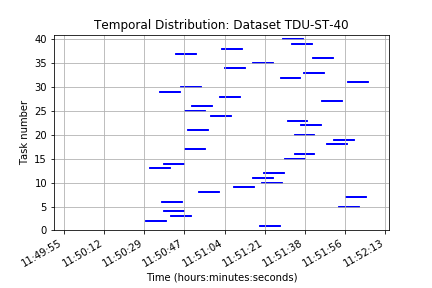 Temporal Distribution: Dataset TDU-ST-40
Task number
40
35
30
25
20
15
10
5
0
11:49:55 11:50:12 11:50:29 11:50:47 11:51:04 11:51:21 11:51:38 11:51:56 11:52:13
Time (hours:minutes:seconds)